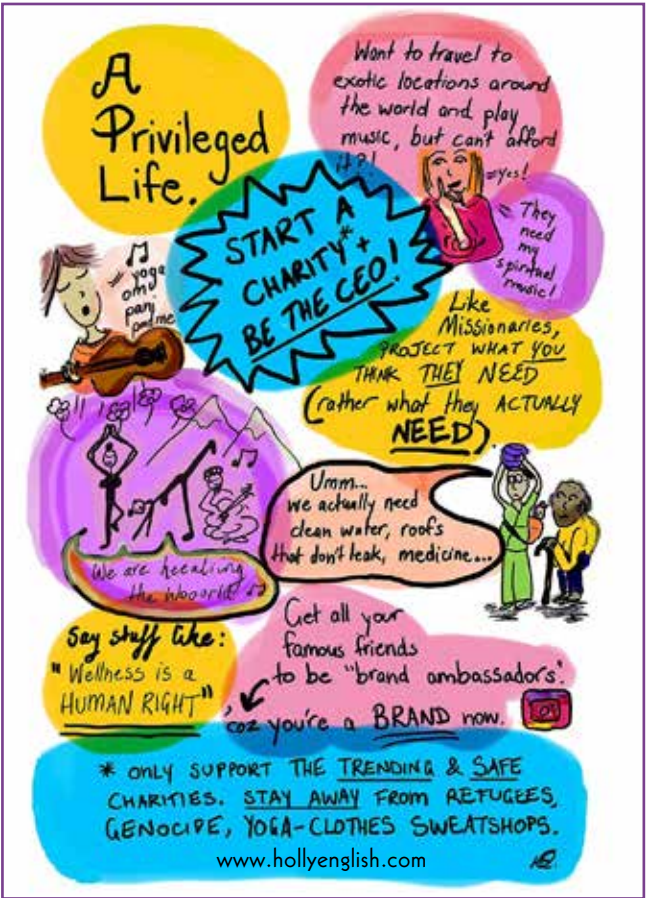 A
Privileged
Life.
Want to travel to
exotic locations around
the world and play
music, but can't afford
it?!
=Yes!
They
need
my
spiritual
music!
START A
CHARITY* +
BE THE CEO!
yoga
omd
pani
padme
Like
Missionaries,
PROJECT WHAT YOU
THINK THEY NEED
(rather what they ACTUALLY
NEED).
Umm...
we actually need
clean water, roofs
that don't leak, medicine...
We are heealiing
the wooorld
Say stuff like:
"Wellness is a
HUMAN RIGHT"
Get all your
famous friends
to be "brand ambassadors".
coz you're a BRAND now.
* ONLY SUPPORT THE TRENDING & SAFE
CHARITIES. STAY AWAY FROM REFUGEES,
GENOCIDE, YOGA-CLOTHES SWEATSHOPS.
www.hollyenglish.com